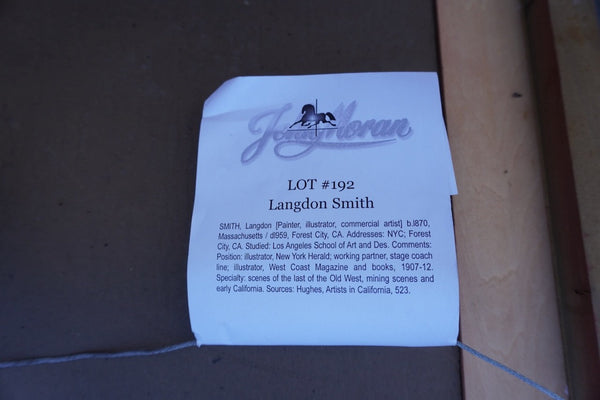 John Moran
LOT #192
Langdon Smith
SMITH, Langdon [Painter, illustrator, commercial artist] b.l870,
Massachusetts / dl959, Forest City, CA. Addresses: NYC; Forest
City, CA. Studied: Los Angeles School of Art and Des. Comments:
Position: illustrator, New York Herald; working partner, stage coach
line; illustrator, West Coast Magazine and books, 1907-12.
Specialty: scenes of the last of the Old West, mining scenes and
early California. Sources: Hughes, Artists in California, 523.